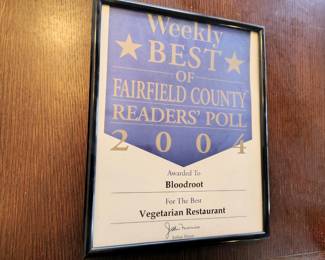 Weekly
BEST
OF
FAIRFIELD COUNTY
READERS' POLL
2004
Awarded To
Bloodroot
For The Best
Vegetarian Restaurant